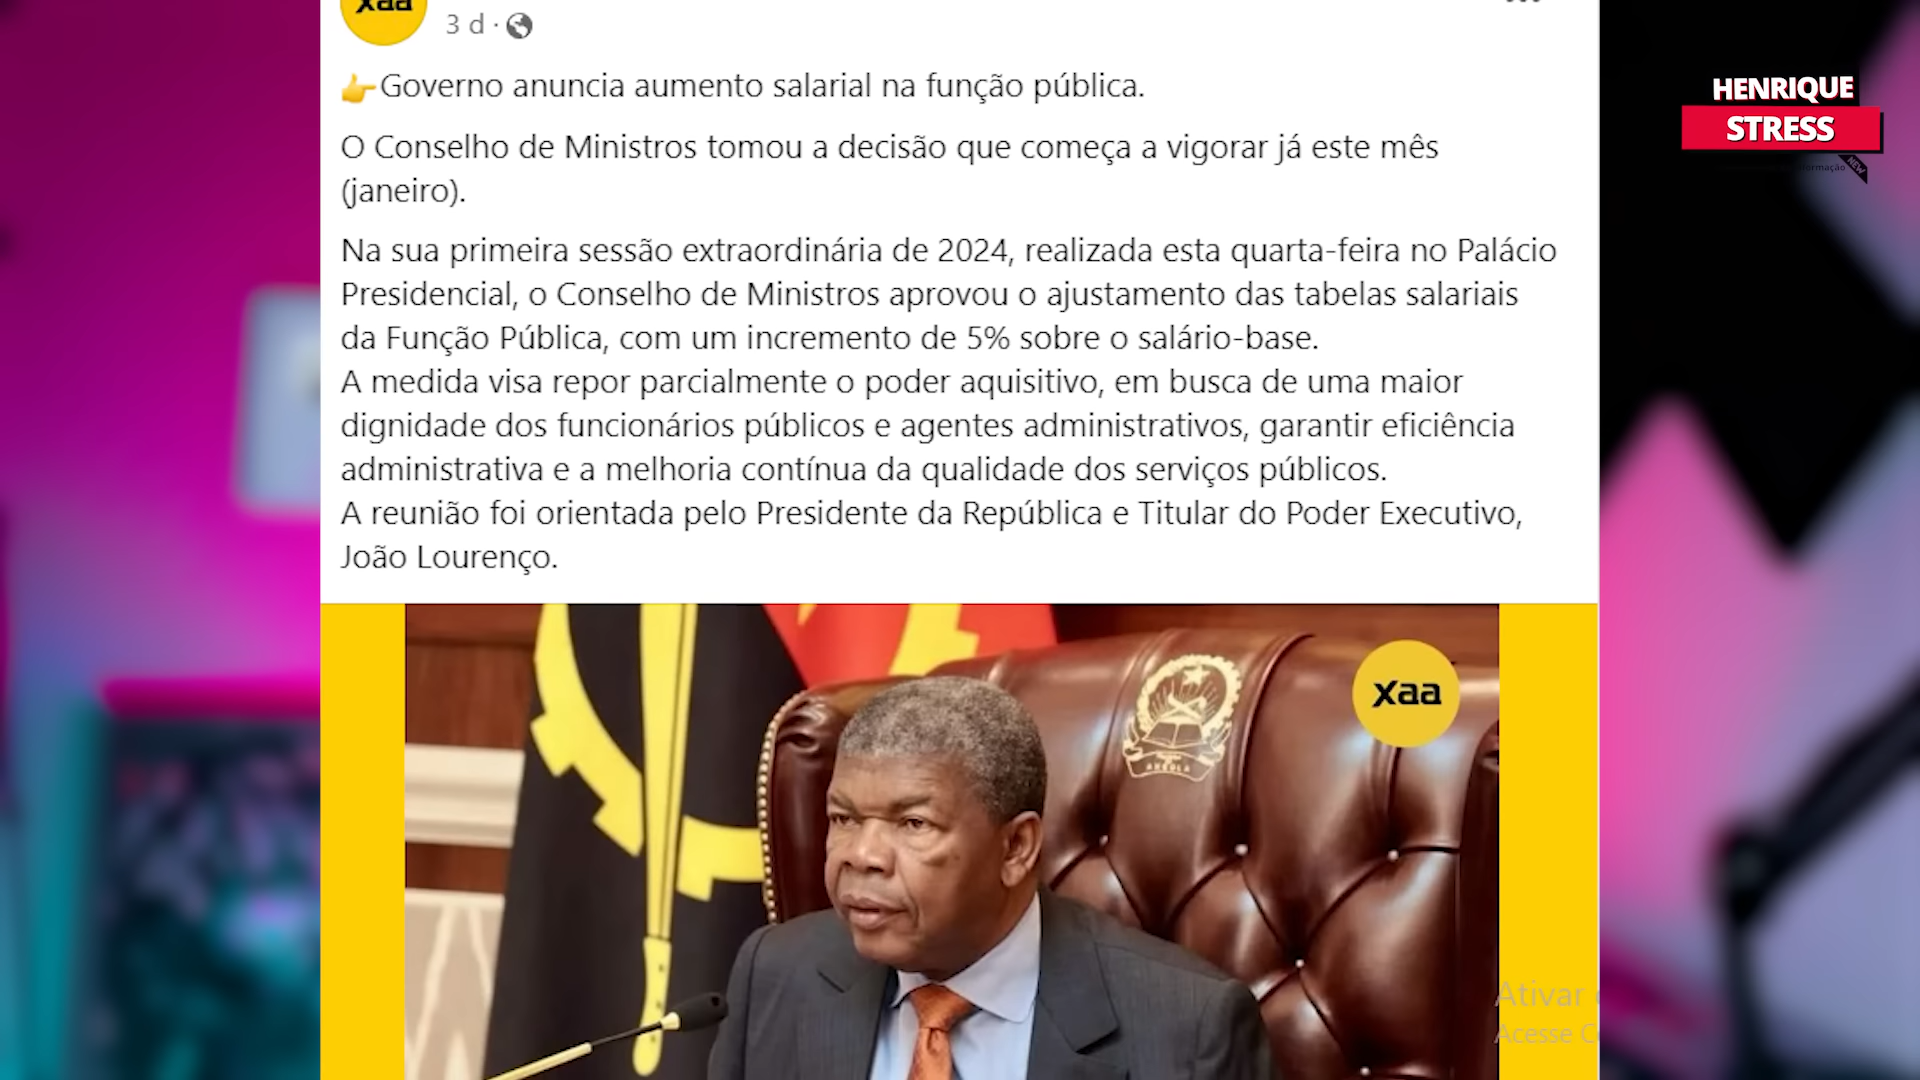 xaa
3 d ·
HENRIQUE
STRESS
NEW
👉Governo anuncia aumento salarial na função pública.
O Conselho de Ministros tomou a decisão que começa a vigorar já este mês
(janeiro).
Na sua primeira sessão extraordinária de 2024, realizada esta quarta-feira no Palácio
Presidencial, o Conselho de Ministros aprovou o ajustamento das tabelas salariais
da Função Pública, com um incremento de 5% sobre o salário-base.
A medida visa repor parcialmente o poder aquisitivo, em busca de uma maior
dignidade dos funcionários públicos e agentes administrativos, garantir eficiência
administrativa e a melhoria contínua da qualidade dos serviços públicos.
A reunião foi orientada pelo Presidente da República e Titular do Poder Executivo,
João Lourenço.
xaa
ANGOLA
Ativar
Acesse